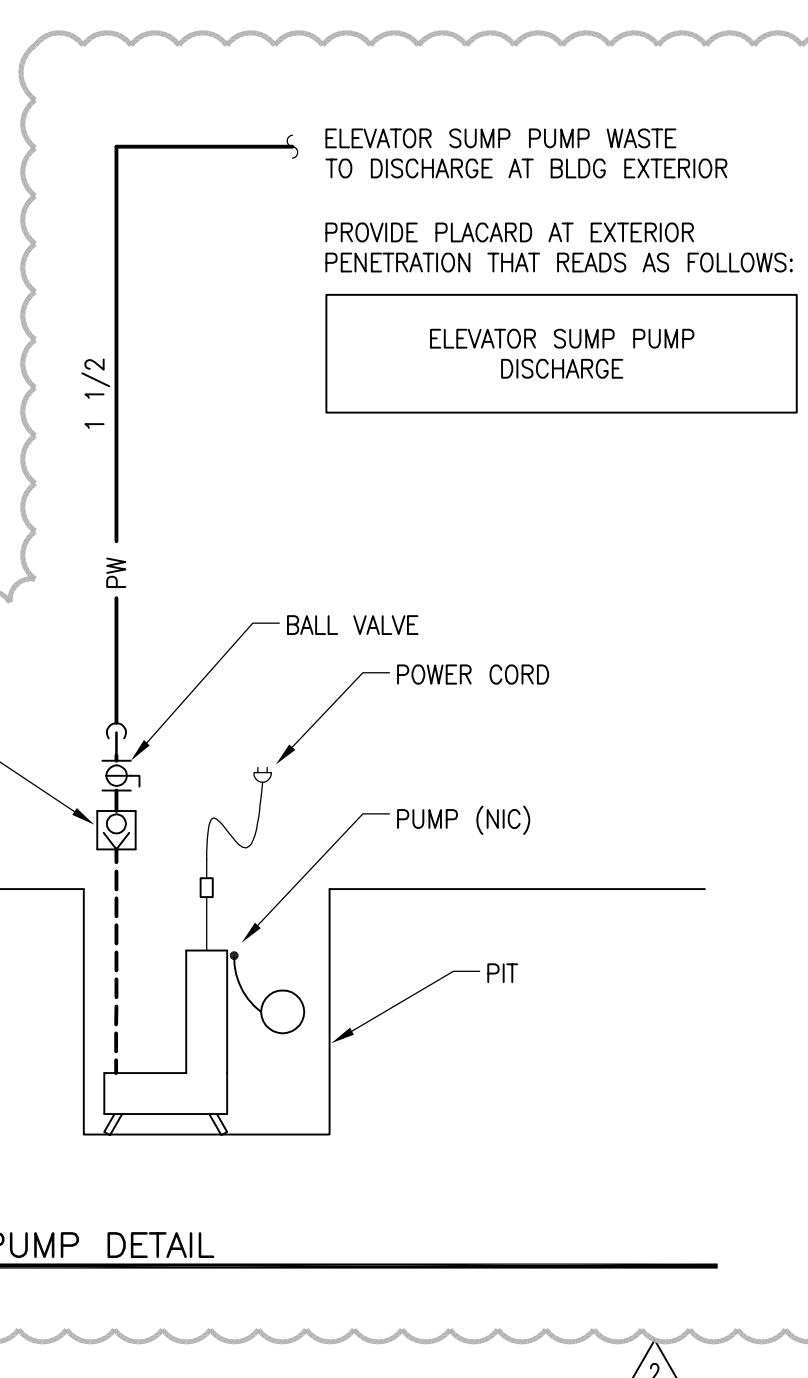 ELEVATOR SUMP PUMP WASTE
TO DISCHARGE AT BLDG EXTERIOR
PROVIDE PLACARD AT EXTERIOR
PENETRATION THAT READS AS FOLLOWS:
ELEVATOR SUMP PUMP
DISCHARGE
1 1/2
PW
BALL VALVE
POWER CORD
PUMP (NIC)
PIT
PUMP DETAIL
2